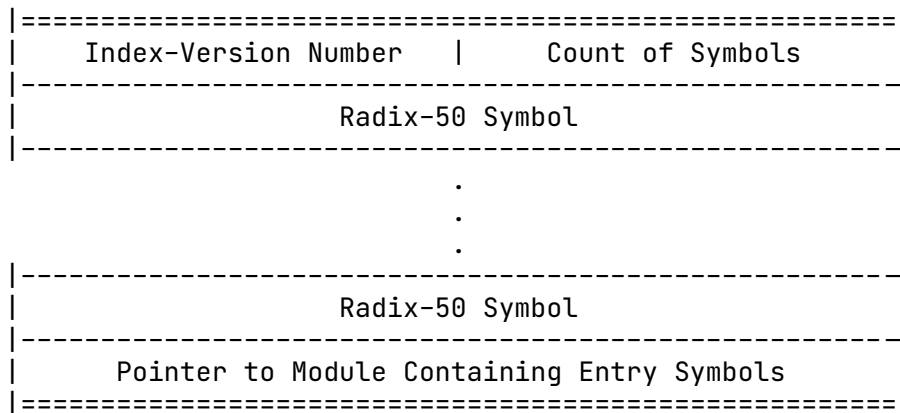 |=======================================================
|    Index-Version Number   |     Count of Symbols
|-------------------------------------------------------
|                    Radix-50 Symbol
|-------------------------------------------------------
.
.
.
|-------------------------------------------------------
|                    Radix-50 Symbol
|-------------------------------------------------------
|      Pointer to Module Containing Entry Symbols
|=======================================================